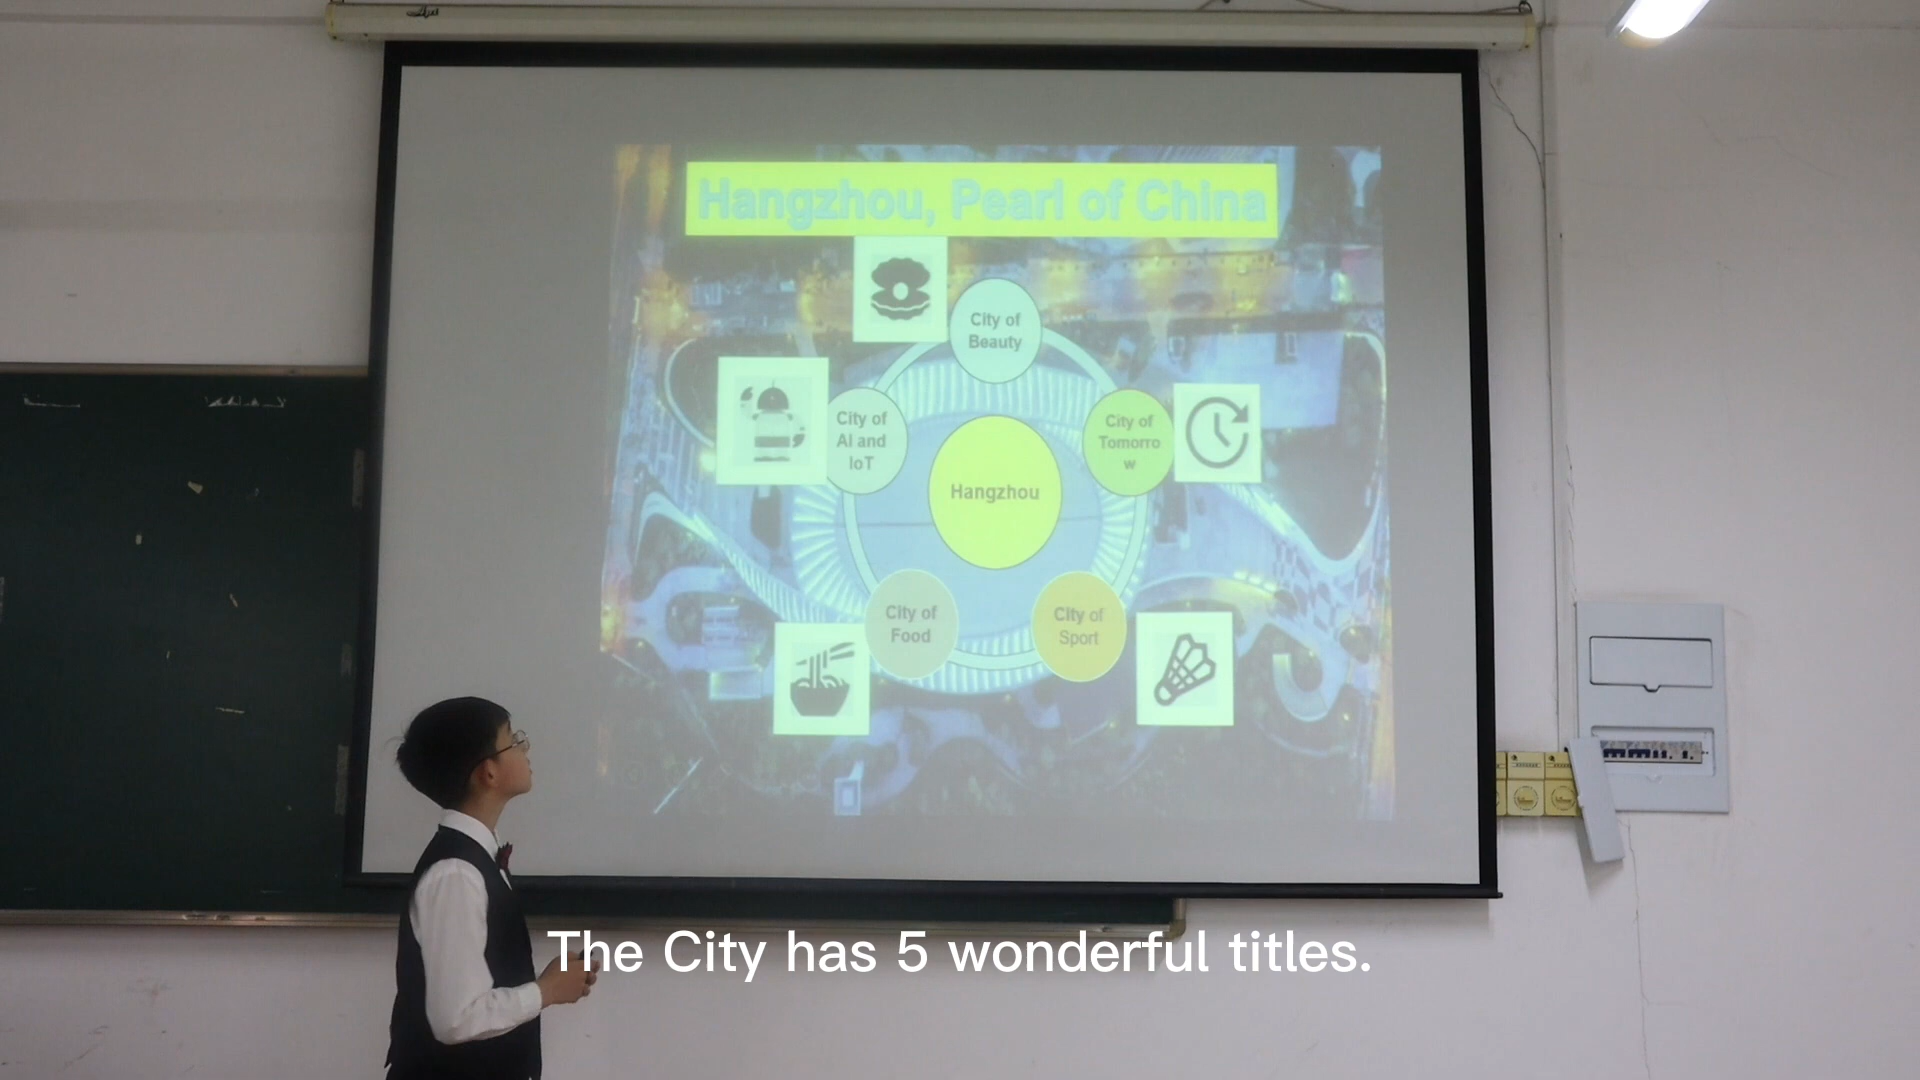 Hangzhou, Pearl of China
City of
Beauty
City of
AI and
IoT
City of
Tomorro
w
Hangzhou
City of
Food
City of
Sport
The City has 5 wonderful titles.